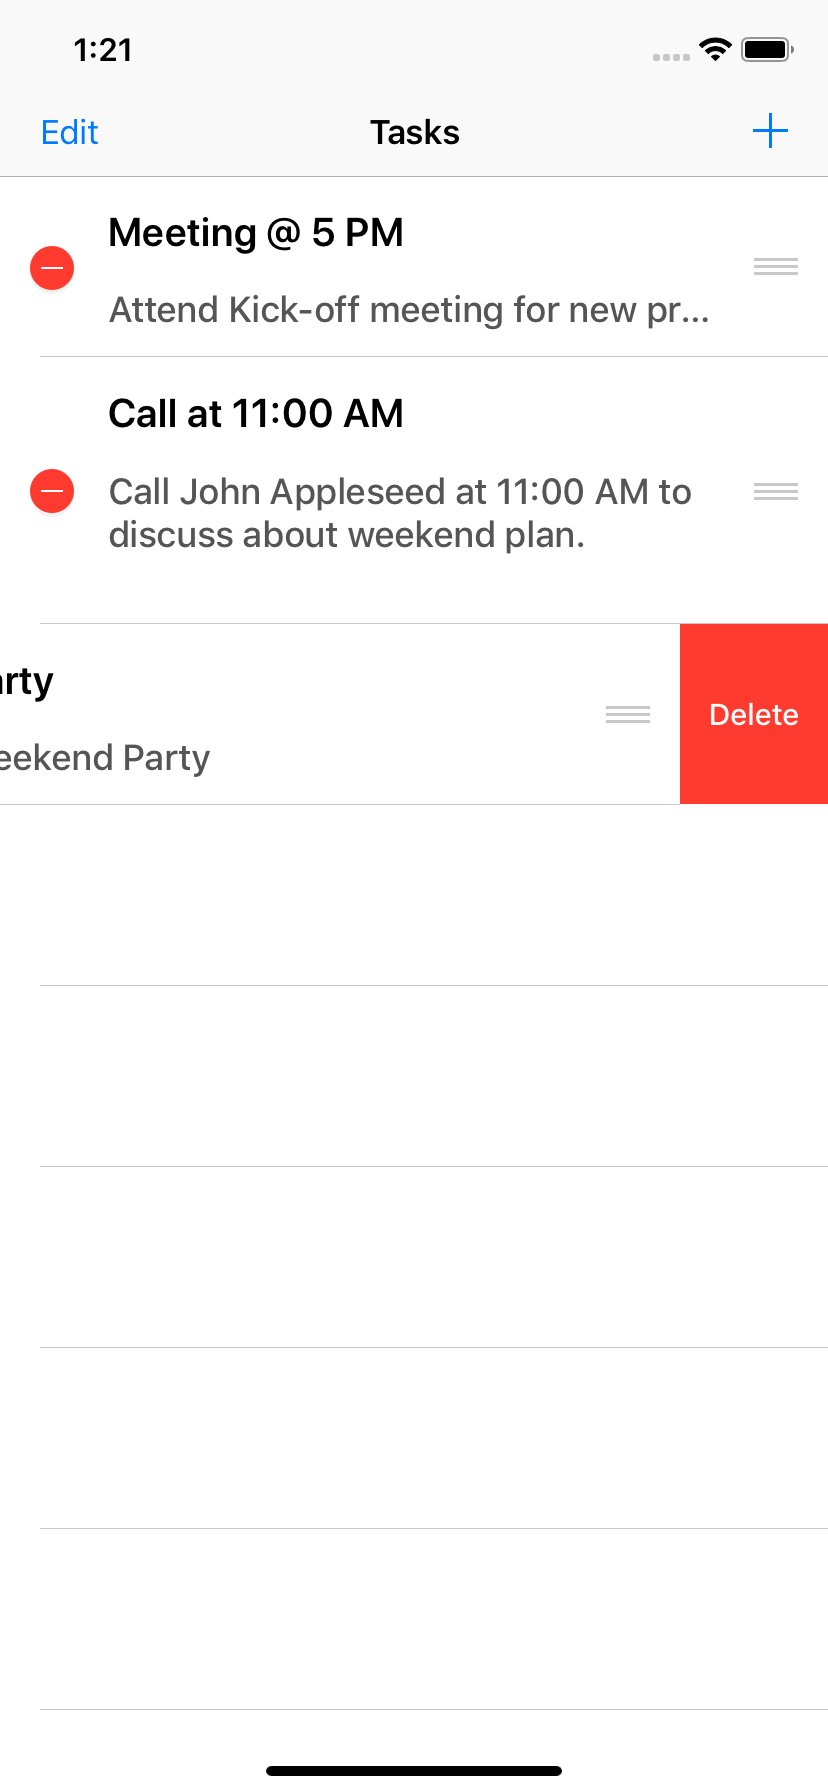 1:21
Edit
Tasks
Meeting @ 5 PM
Attend Kick-off meeting for new pr...
Call at 11:00 AM
Call John Appleseed at 11:00 AM to
discuss about weekend plan.
arty
eekend Party
Delete